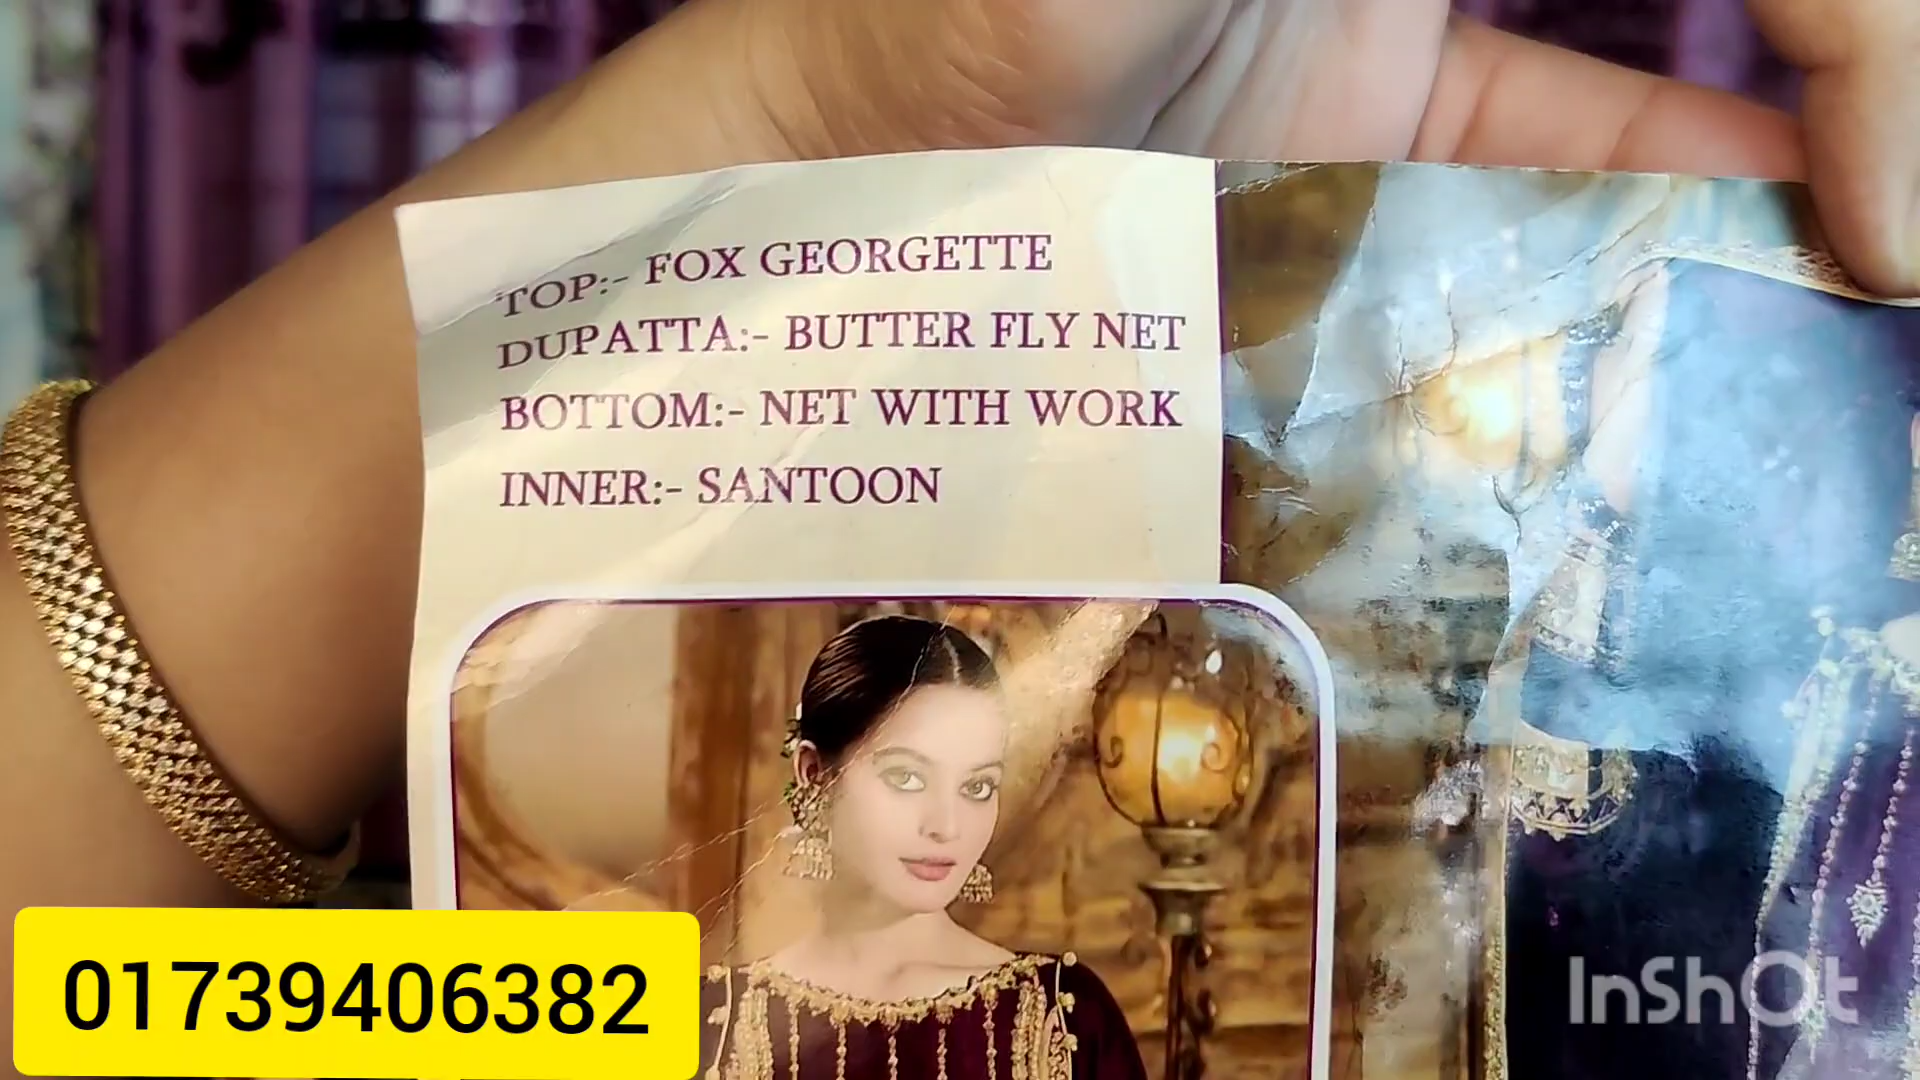 TOP:- FOX GEORGETTE
DUPATTA:- BUTTER FLY NET
BOTTOM:- NET WITH WORK
INNER:- SANTOON
01739406382
InShOt